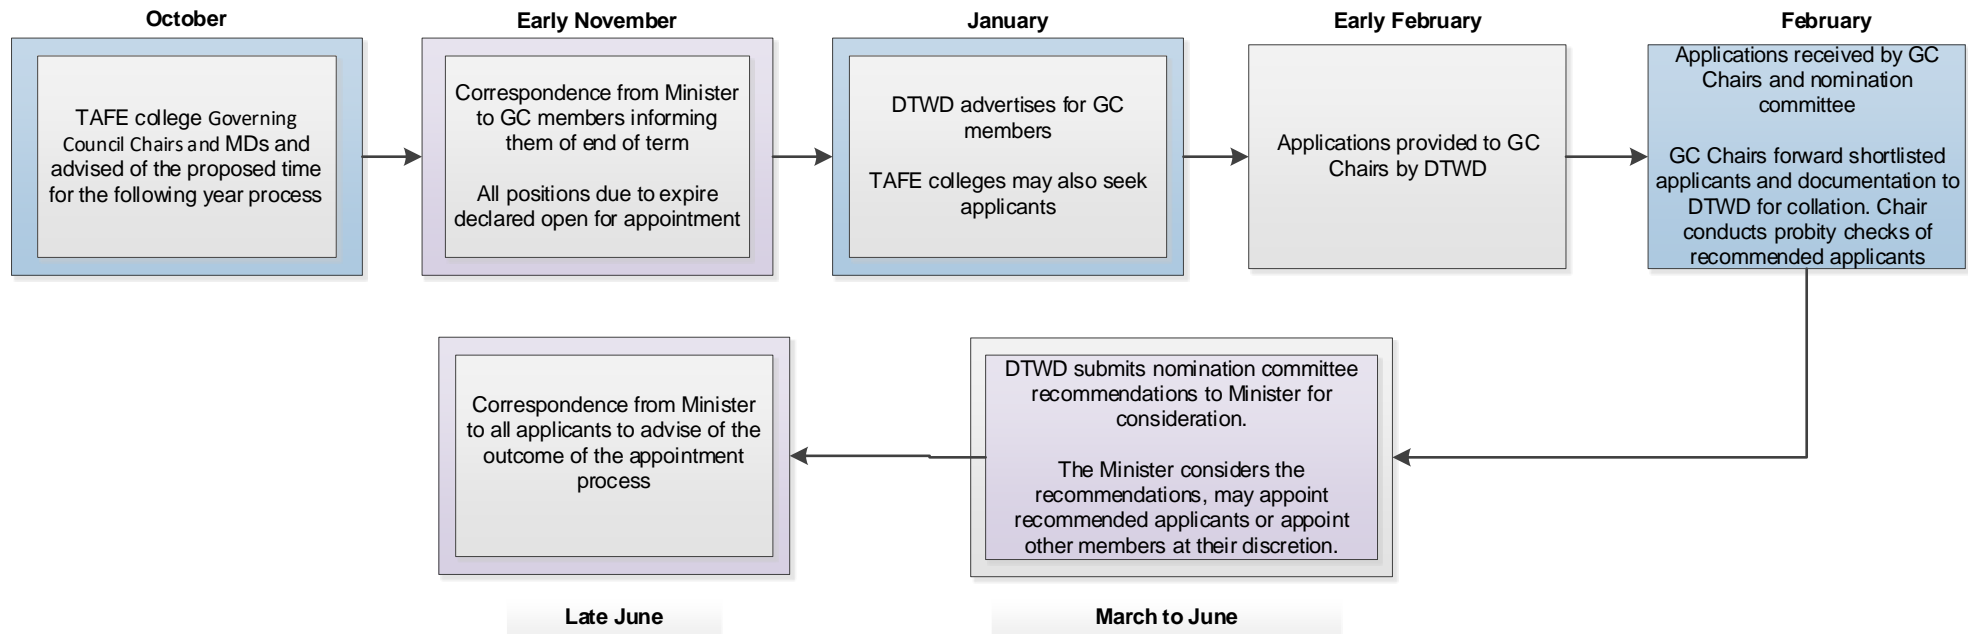 October
TAFE college Governing
Council Chairs and MDs and
advised of the proposed time
for the following year process
Early November
Correspondence from Minister
to GC members informing
them of end of term
All positions due to expire
declared open for appointment
January
DTWD advertises for GC
members
TAFE colleges may also seek
applicants
Early February
Applications provided to GC
Chairs by DTWD
February
Applications received by GC
Chairs and nomination
committee
GC Chairs forward shortlisted
applicants and documentation to
DTWD for collation. Chair
conducts probity checks of
recommended applicants
DTWD submits nomination committee
recommendations to Minister for
consideration.
The Minister considers the
recommendations, may appoint
recommended applicants or appoint
other members at their discretion.
March to June
Correspondence from Minister
to all applicants to advise of the
outcome of the appointment
process
Late June